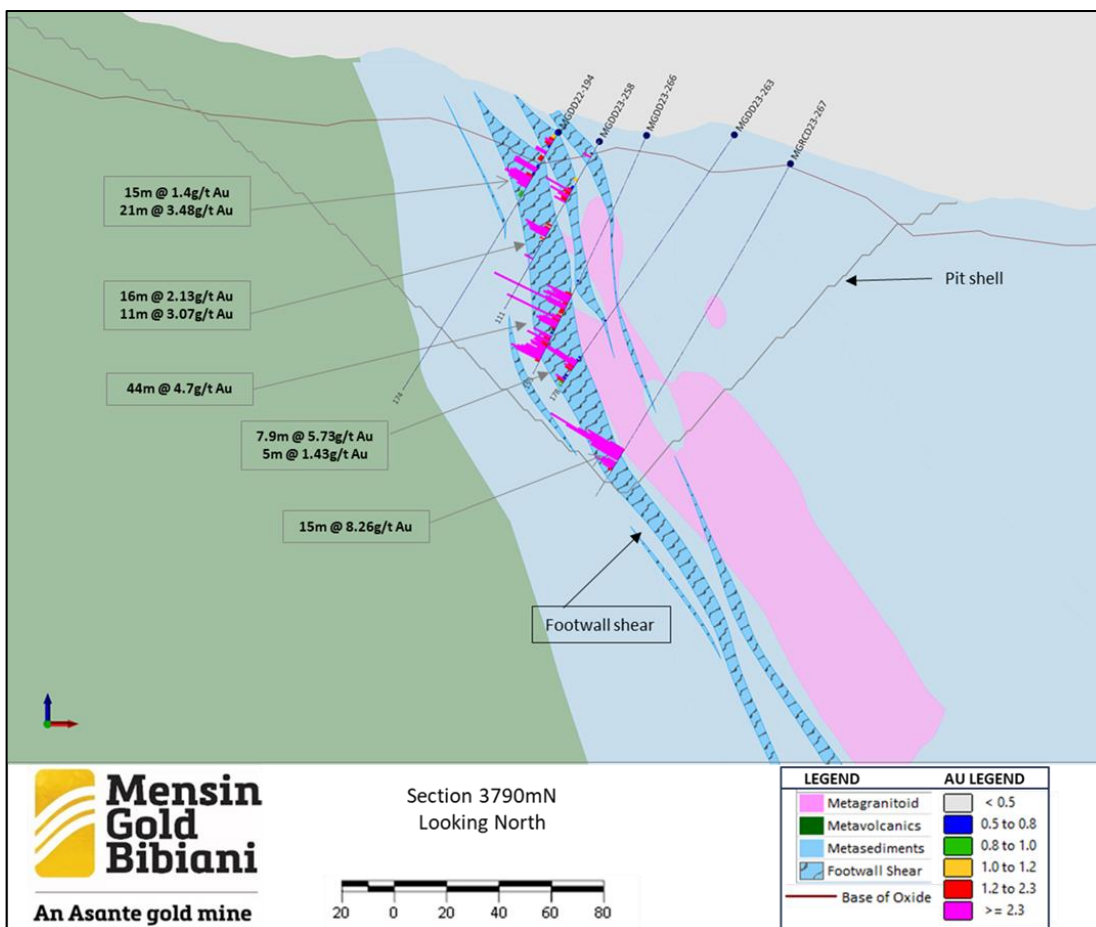 MGDD22-194
MGDD23-258
MGDD23-266
MGDD23-263
MGRCD23-267
15m @ 1.4g/t Au
21m @ 3.48g/t Au
Pit shell
16m @ 2.13g/t Au
11m @ 3.07g/t Au
111
44m @ 4.7g/t Au
174
178
7.9m @ 5.73g/t Au
5m @ 1.43g/t Au
15m @ 8.26g/t Au
Footwall shear
Mensin
Gold
Bibiani
An Asante gold mine
Section 3790mN
Looking North
20 0 20 40 60 80
LEGEND
Metagranitoid
Metavolcanics
Metasediments
Footwall Shear
Base of Oxide
AU LEGEND
< 0.5
0.5 to 0.8
0.8 to 1.0
1.0 to 1.2
1.2 to 2.3
>= 2.3